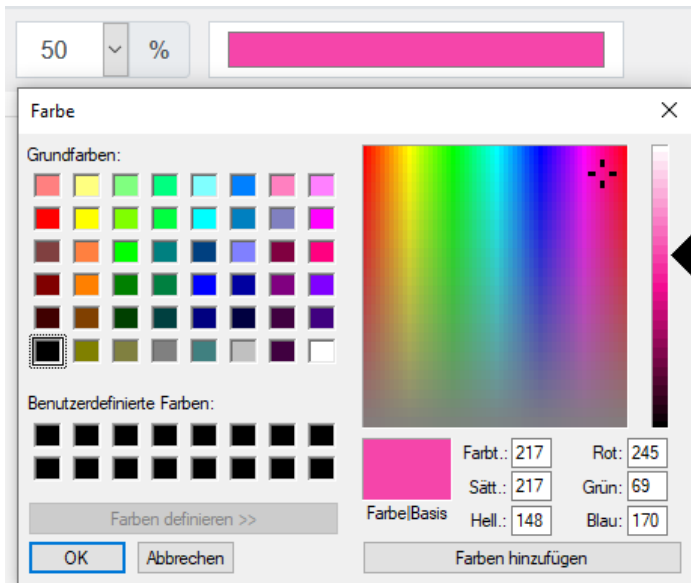 50 %
Farbe
Grundfarben:
Benutzerdefinierte Farben:
Farben definieren >>
OK Abbrechen
Farbe|Basis
Farbt.: 217 Rot: 245
Sätt.: 217 Grün: 69
Hell.: 148 Blau: 170
Farben hinzufügen